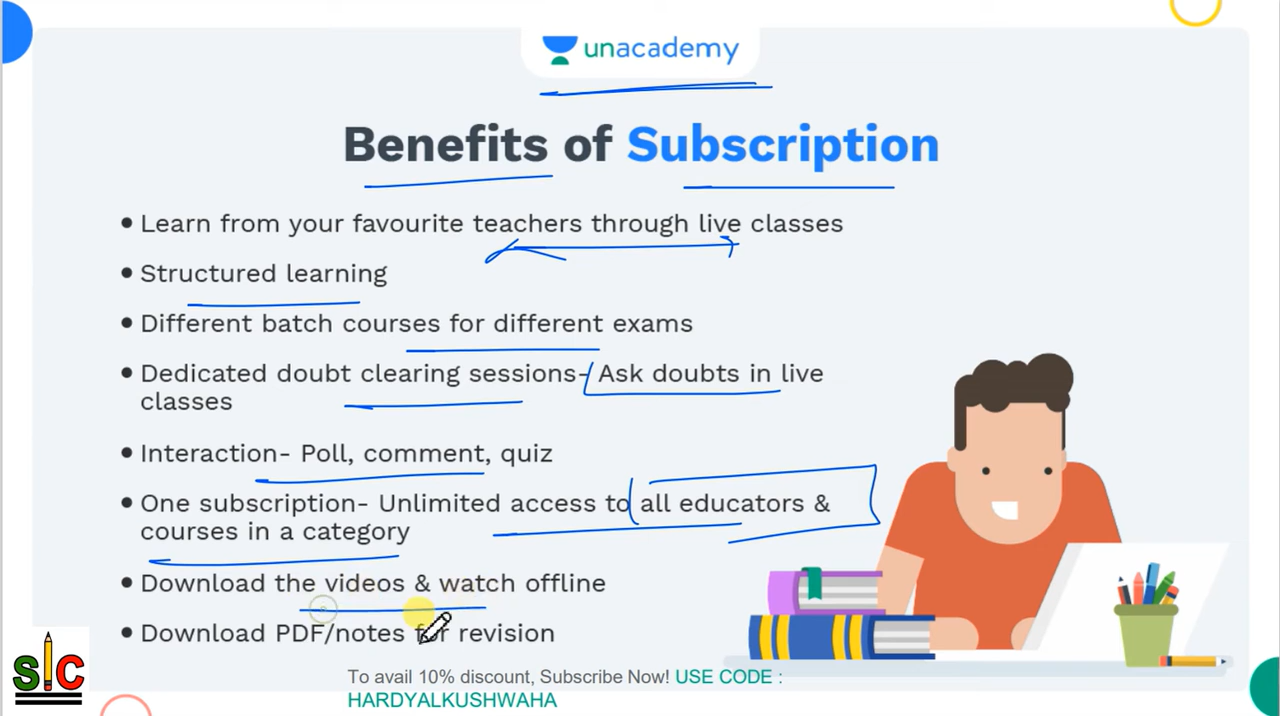 unacademy
Benefits of Subscription
• Learn from your favourite teachers through live classes
• Structured learning
• Different batch courses for different exams
• Dedicated doubt clearing sessions- Ask doubts in live
classes
• Interaction- Poll, comment, quiz
• One subscription- Unlimited access to all educators &
courses in a category
• Download the videos & watch offline
• Download PDF/notes for revision
SIC
To avail 10% discount, Subscribe Now! USE CODE :
HARDYALKUSHWAHA